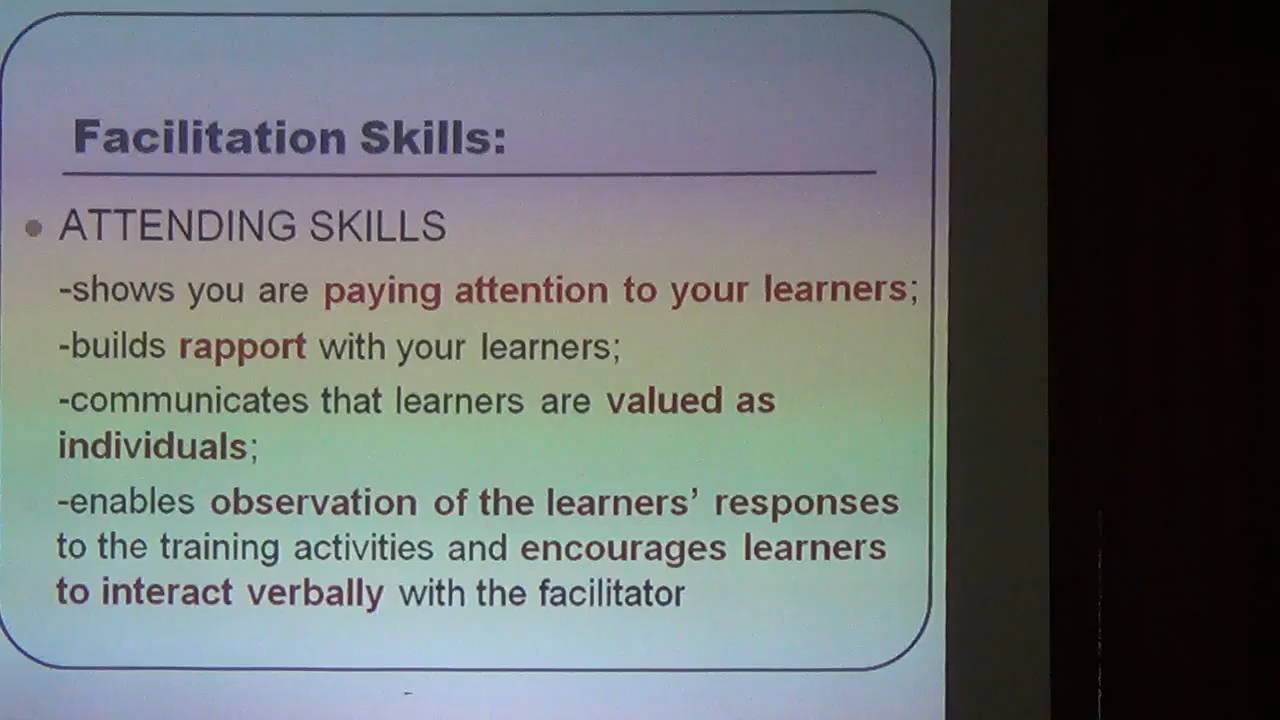 Facilitation Skills:
• ATTENDING SKILLS
-shows you are paying attention to your learners;
-builds rapport with your learners;
-communicates that learners are valued as
individuals;
-enables observation of the learners’ responses
to the training activities and encourages learners
to interact verbally with the facilitator